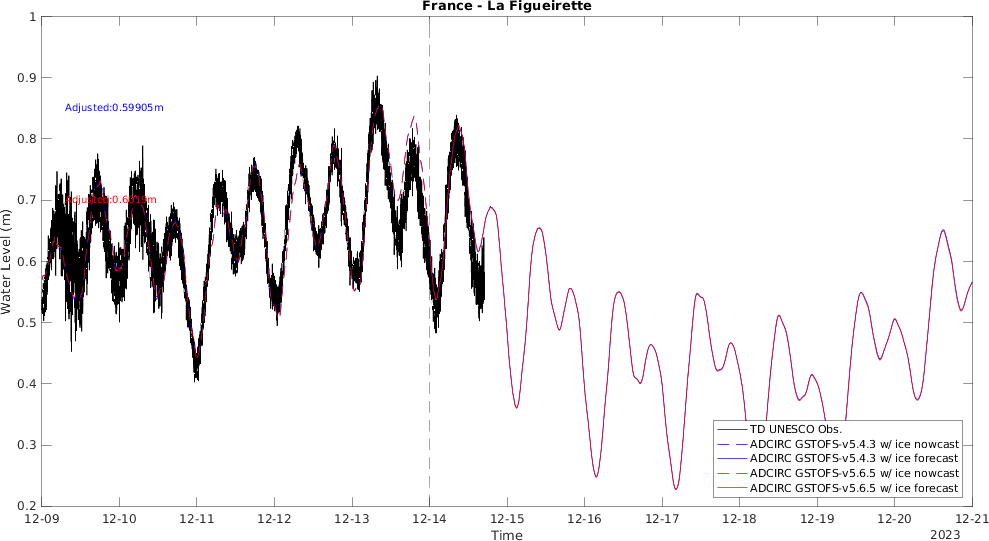 France - La Figueirette
1
0.9
0.8
0.7
0.6
0.5
0.4
0.3
0.2
Water Level (m)
Adjusted:0.59905m
TD UNESCO Obs.
ADCIRC GSTOFS-v5.4.3 w/ ice nowcast
ADCIRC GSTOFS-v5.4.3 w/ ice forecast
ADCIRC GSTOFS-v5.6.5 w/ ice nowcast
ADCIRC GSTOFS-v5.6.5 w/ ice forecast
12-09 12-10 12-11 12-12 12-13 12-14 12-15 12-16 12-17 12-18 12-19 12-20 12-21
Time
2023